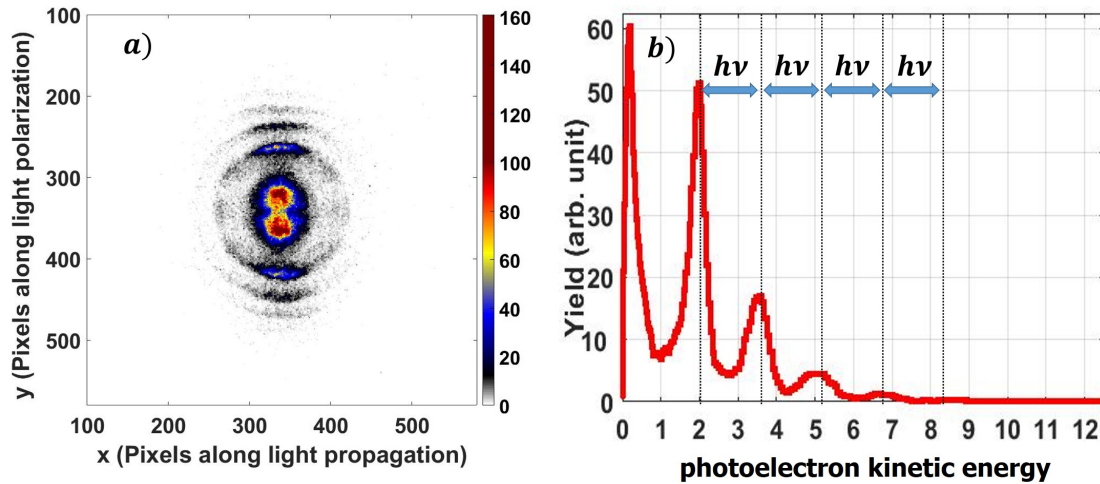 a)
y (Pixels along light polarization)
100
200
300
400
500
100 200 300 400 500
x (Pixels along light propagation)
160
140
120
100
80
60
40
20
0
b)
hν hν hν hν
Yield (arb. unit)
60
50
40
30
20
10
0
0 1 2 3 4 5 6 7 8 9 10 11 12
photoelectron kinetic energy